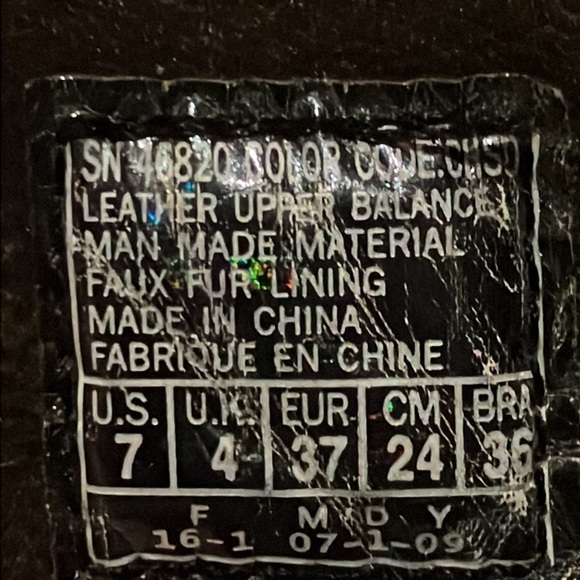 SN 46820 COLOR CODE:CHSD
LEATHER UPPER BALANCE
MAN MADE MATERIAL
FAUX FUR LINING
MADE IN CHINA
FABRIQUE EN CHINE
U.S. U.K. EUR CM BRA
7 4 37 24 36
F M D Y
16-1 07-1-09